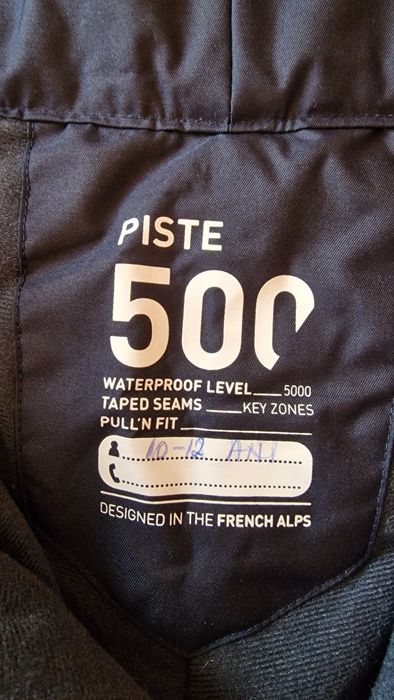 PISTE
500
WATERPROOF LEVEL 5000
TAPED SEAMS KEY ZONES
PULL'N FIT
10-12 ANI
DESIGNED IN THE FRENCH ALPS